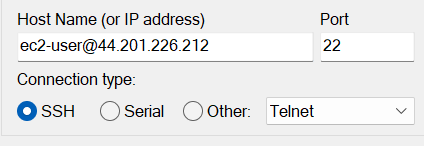 Host Name (or IP address) Port
ec2-user@44.201.226.212 22
Connection type:
SSH Serial Other: Telnet